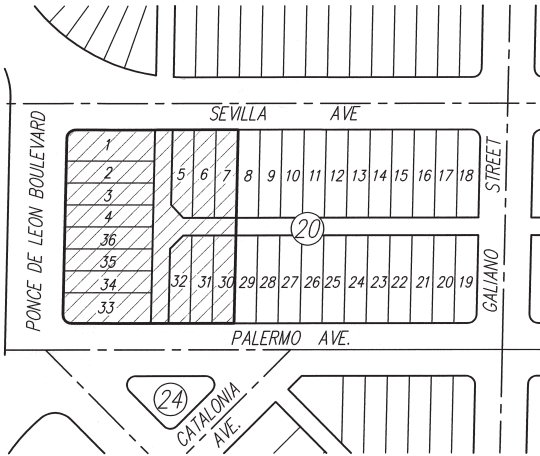 SEVILLA AVE
PONCE DE LEON BOULEVARD
1
2
3
4
36
35
34
33
5 6 7 8 9 10 11 12 13 14 15 16 17 18
STREET
20
32 31 30 29 28 27 26 25 24 23 22 21 20 19
GALIANO
PALERMO AVE.
24
CATALONIA
AVE.